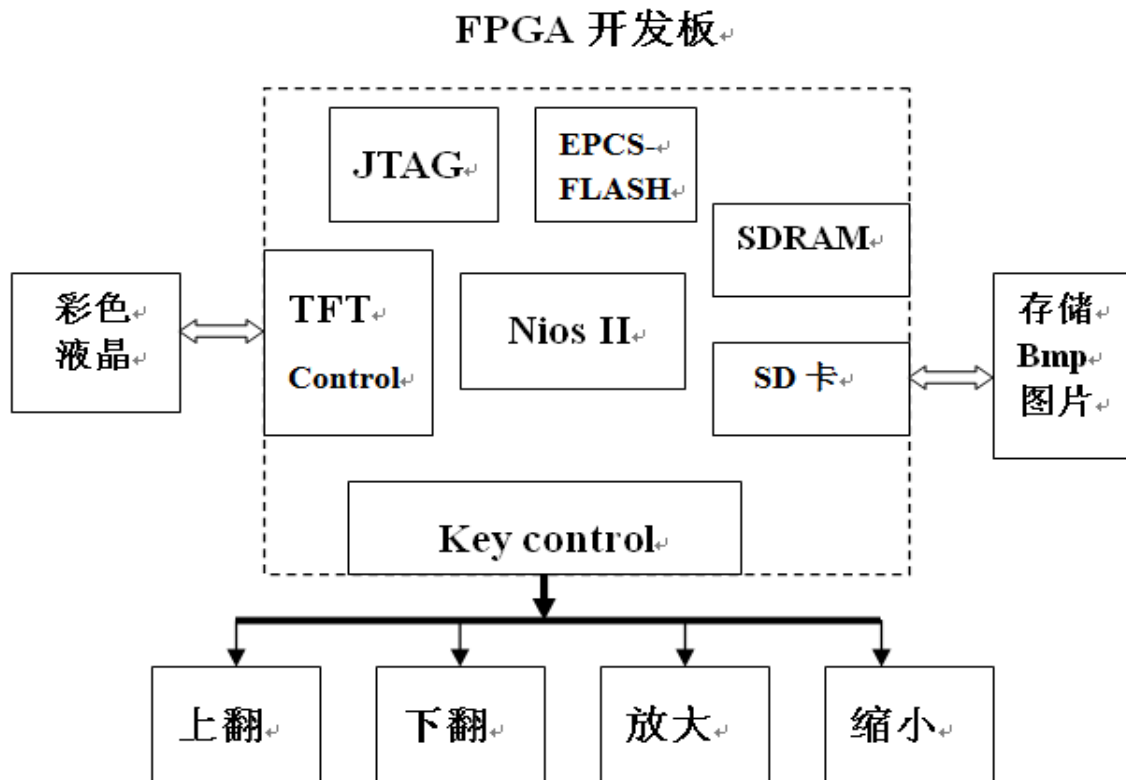 FPGA 开发板
JTAG
EPCS-
FLASH
SDRAM
彩色
液晶
TFT
Control
Nios II
SD 卡
存储
Bmp
图片
Key control
上翻
下翻
放大
缩小